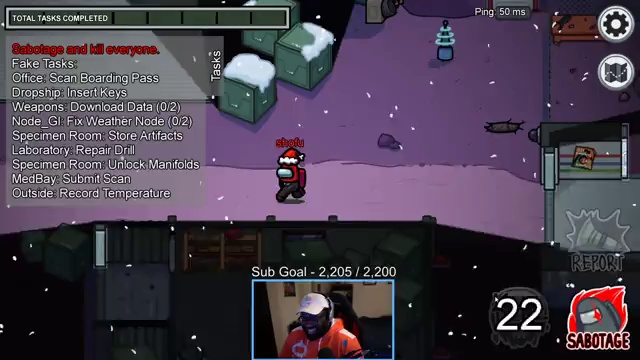 TOTAL TASKS COMPLETED
Ping: 50 ms
Sabotage and kill everyone.
Fake Tasks:
Office: Scan Boarding Pass
Dropship: Insert Keys
Weapons: Download Data (0/2)
Node_GI: Fix Weather Node (0/2)
Specimen Room: Store Artifacts
Laboratory: Repair Drill
Specimen Room: Unlock Manifolds
MedBay: Submit Scan
Outside: Record Temperature
Tasks
shofu
REPORT
Sub Goal - 2,205 / 2,200
22
SABOTAGE